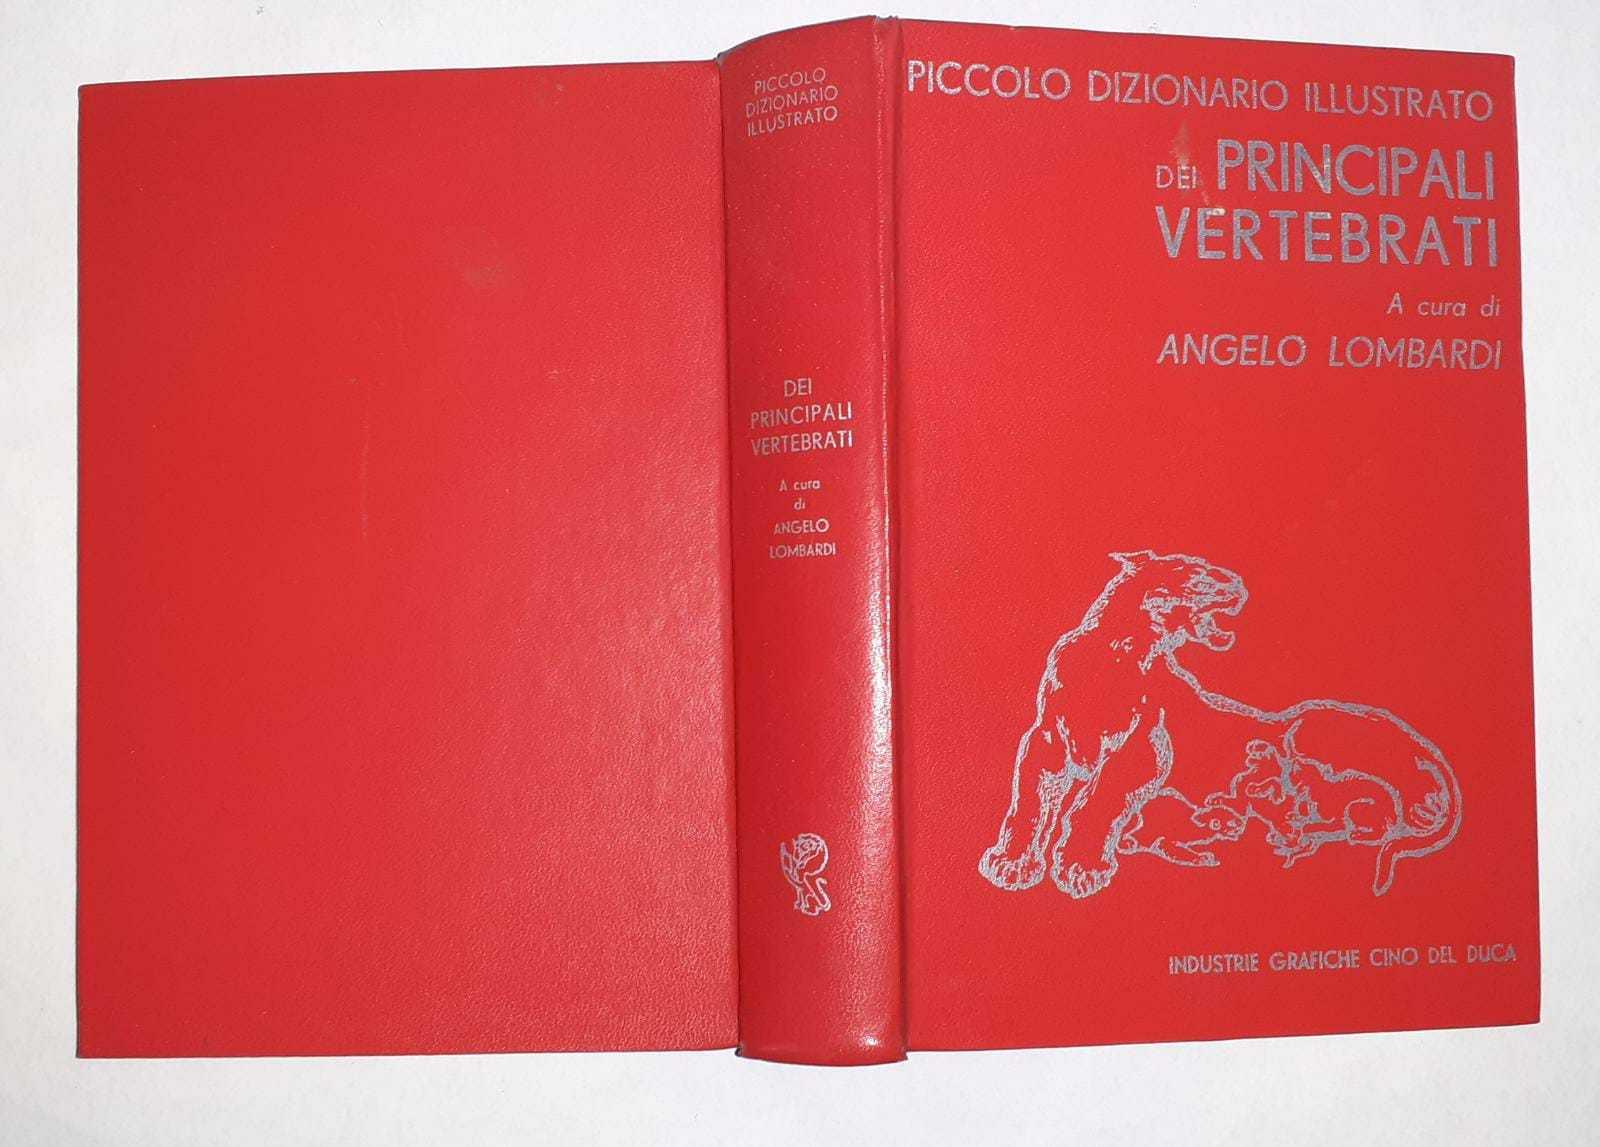 PICCOLO
DIZIONARIO
ILLUSTRATO
DEI
PRINCIPALI
VERTEBRATI
A cura
di
ANGELO
LOMBARDI
PICCOLO DIZIONARIO ILLUSTRATO
DEI PRINCIPALI
VERTEBRATI
A cura di
ANGELO LOMBARDI
INDUSTRIE GRAFICHE CINO DEL DUCA